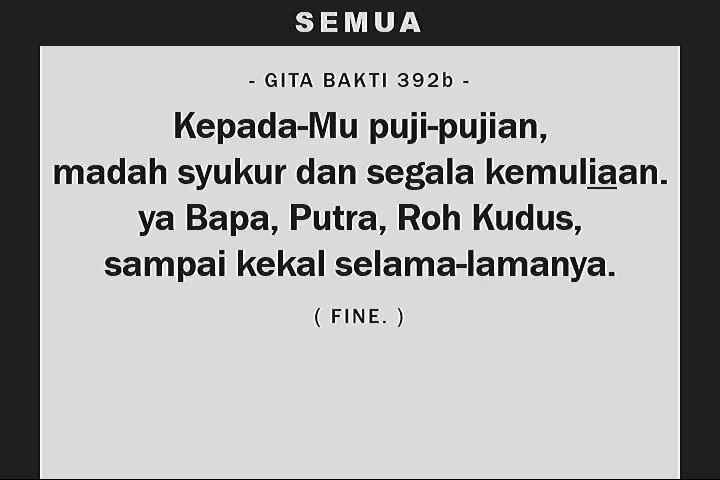 SEMUA
- GITA BAKTI 392b -
Kepada-Mu puji-pujian,
madah syukur dan segala kemuliaan.
ya Bapa, Putra, Roh Kudus,
sampai kekal selama-lamanya.
( FINE. )